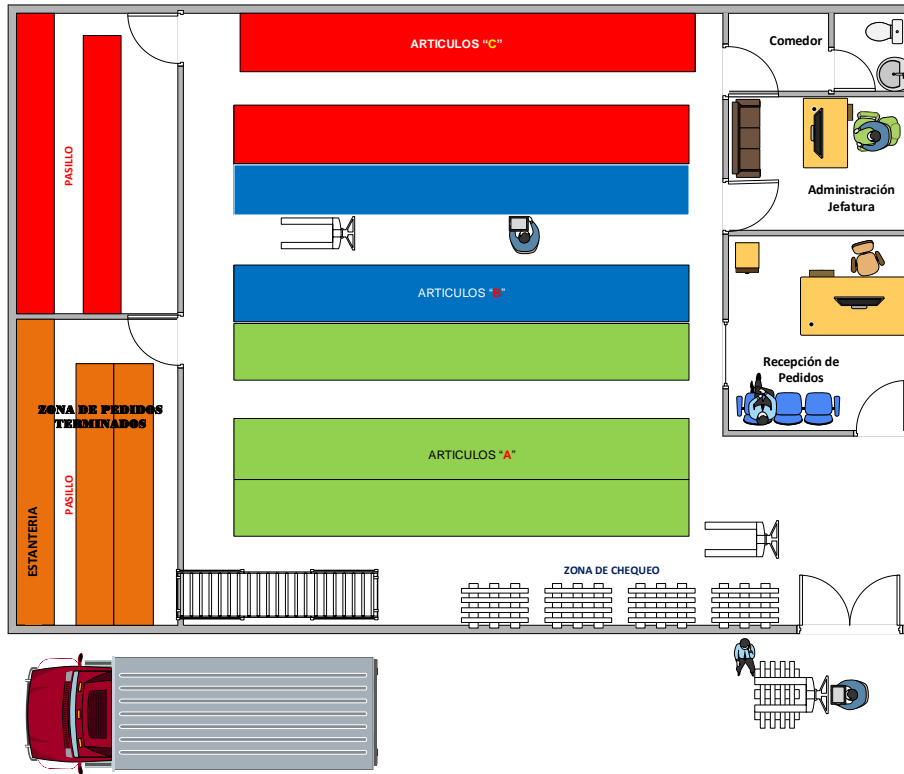 ARTICULOS “C”
Comedor
PASILLO
Administración
Jefatura
ARTICULOS “B”
Recepción de
Pedidos
ZONA DE PEDIDOS
TERMINADOS
ARTICULOS “A”
PASILLO
ESTANTERIA
ZONA DE CHEQUEO